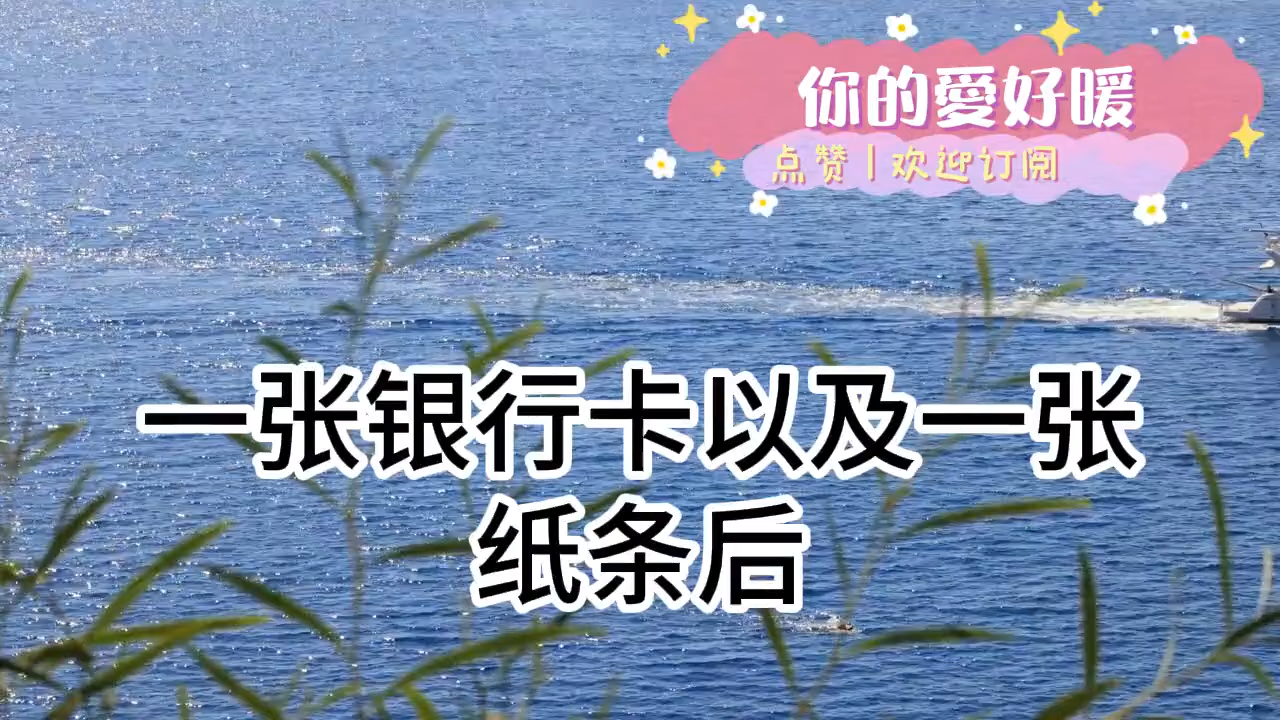 你的愛好暖
点赞|欢迎订阅
一张银行卡以及一张
纸条后